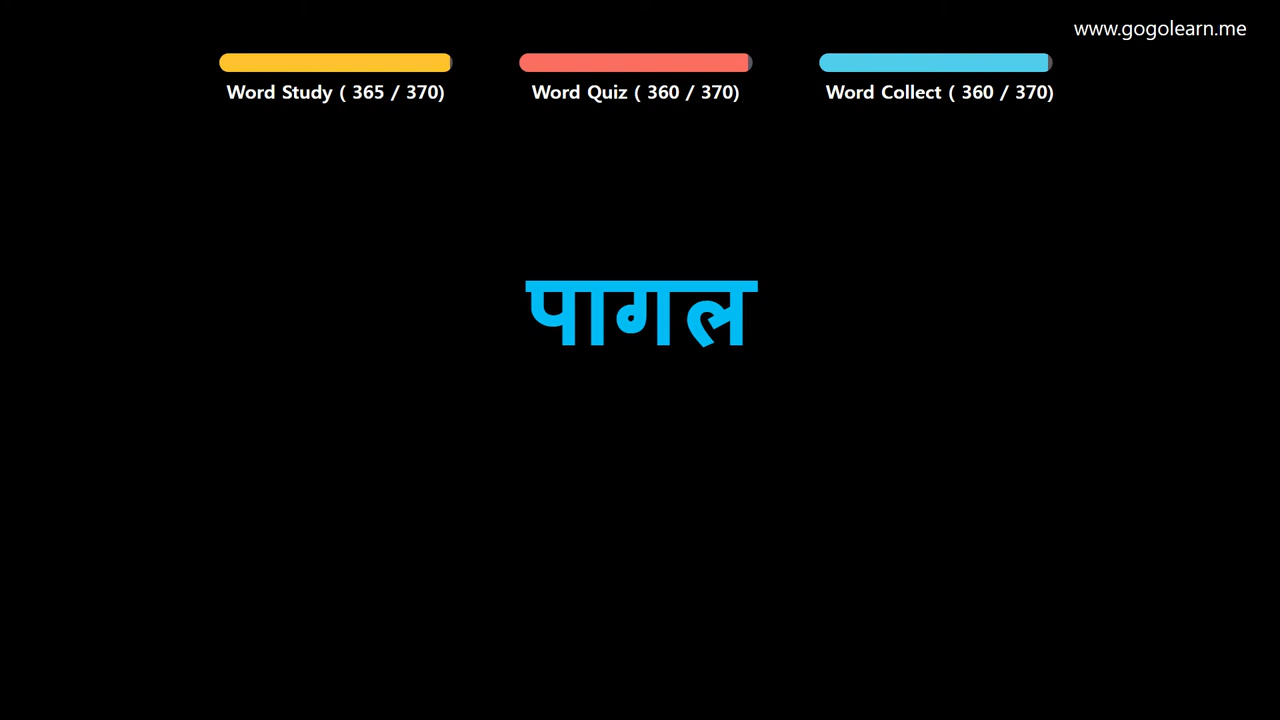 www.gogolearn.me
Word Study ( 365 / 370)
Word Quiz ( 360 / 370)
Word Collect ( 360 / 370)
पागल